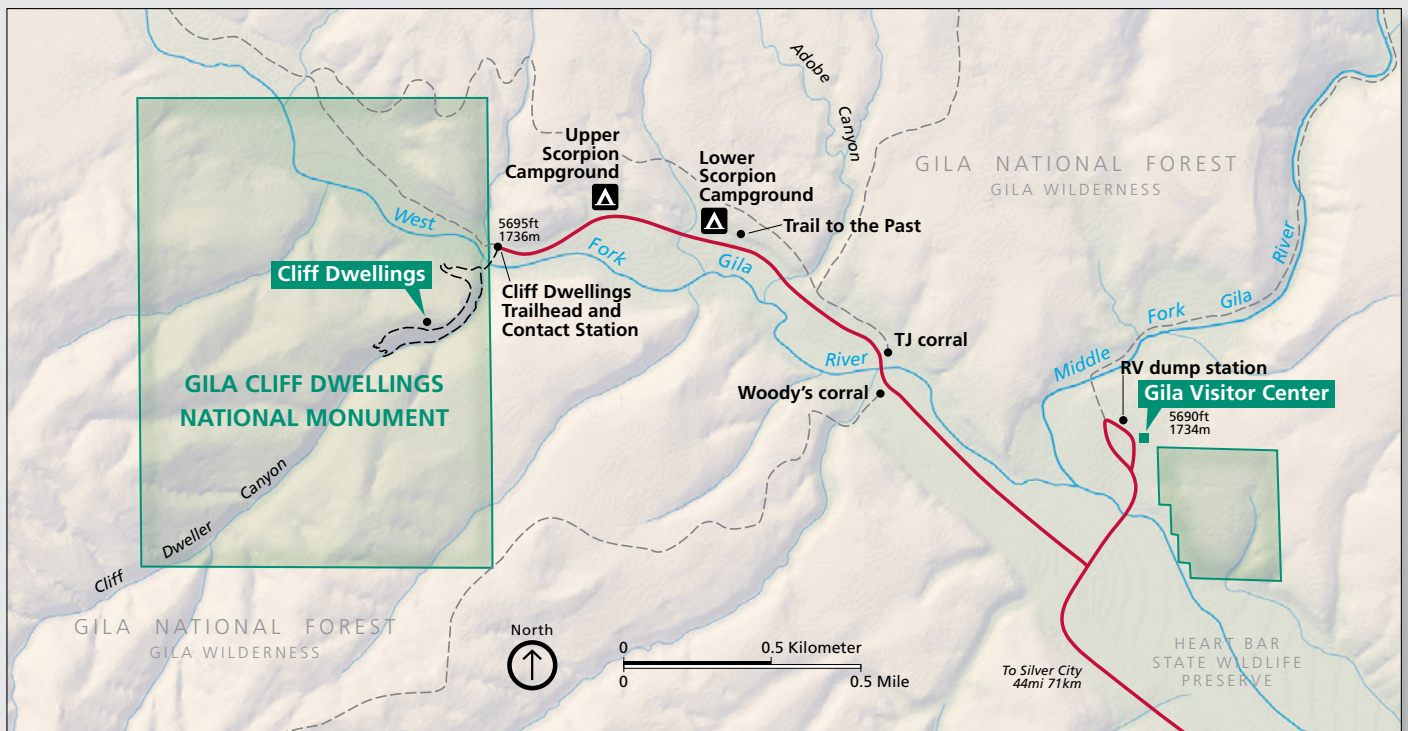 Adobe
Canyon
GILA NATIONAL FOREST
GILA WILDERNESS
Upper
Scorpion
Campground
Lower
Scorpion
Campground
Trail to the Past
West
Fork
Gila
River
5695ft
1736m
Cliff Dwellings
Cliff Dwellings
Trailhead and
Contact Station
GILA CLIFF DWELLINGS
NATIONAL MONUMENT
TJ corral
Woody's corral
Middle
Fork
Gila
River
RV dump station
Gila Visitor Center
5690ft
1734m
Cliff
Dweller
Canyon
GILA NATIONAL FOREST
GILA WILDERNESS
North
0 0.5 Kilometer
0 0.5 Mile
To Silver City
44mi 71km
HEART BAR
STATE WILDLIFE
PRESERVE